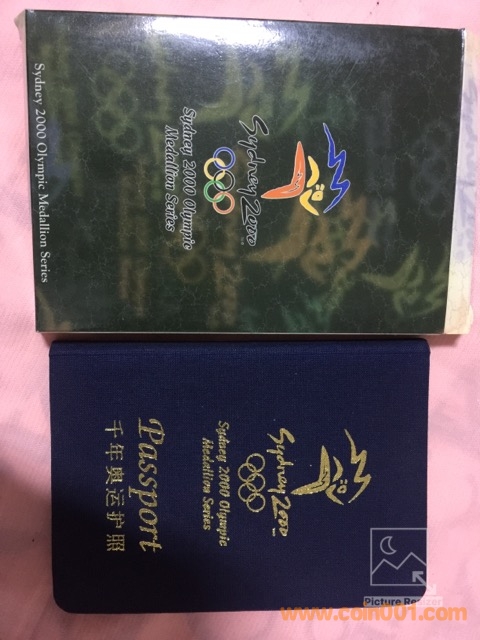 Sydney 2000 Olympic Medallion Series
Sydney 2000
Sydney 2000 Olympic
Medallion Series
Sydney 2000
Sydney 2000 Olympic
Medallion Series
Passport
千年奥运护照
Picture Resizer
www.coin001.com